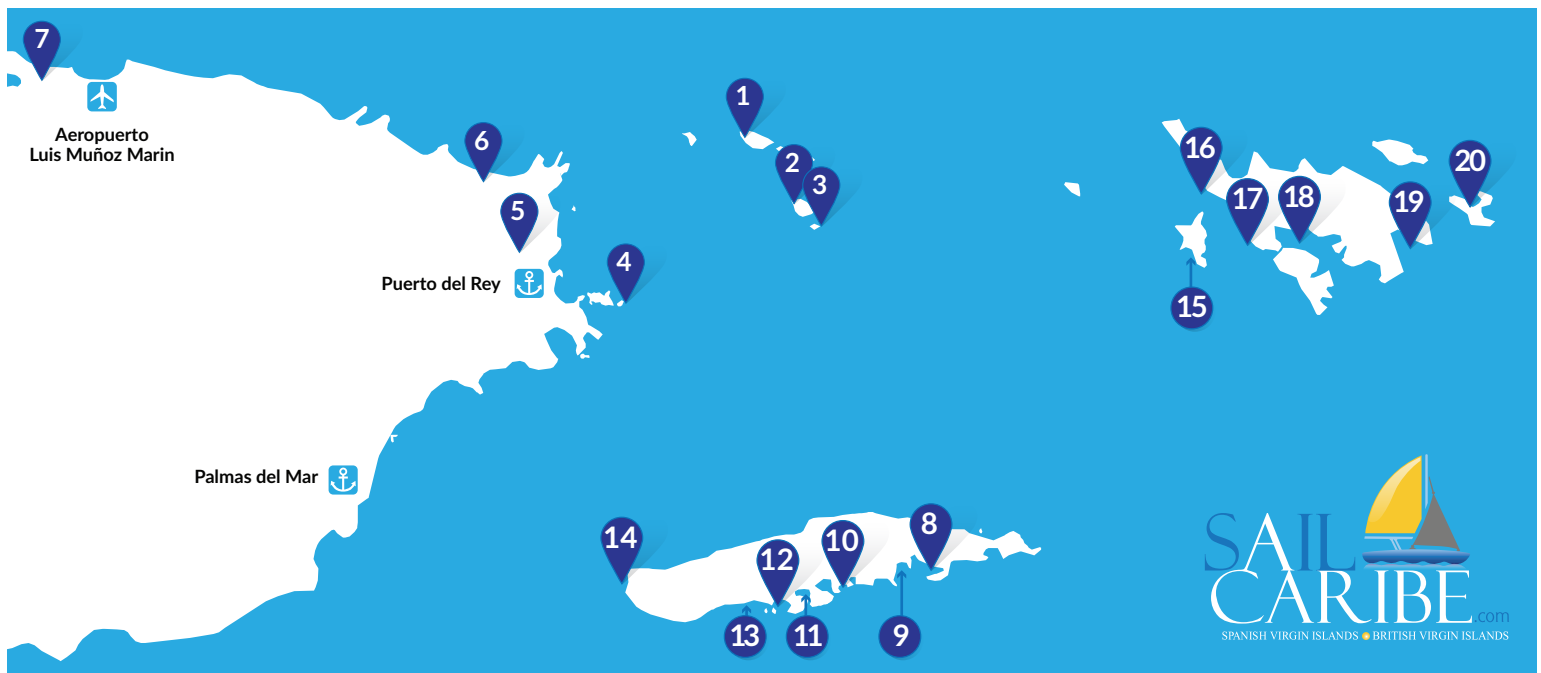 7
Aeropuerto
Luis Muñoz Marin
6
5
Puerto del Rey
4
1
2
3
16
17
18
19
20
15
Palmas del Mar
14
12
10
8
13
11
9
SAIL
CARIBE.com
SPANISH VIRGIN ISLANDS BRITISH VIRGIN ISLANDS